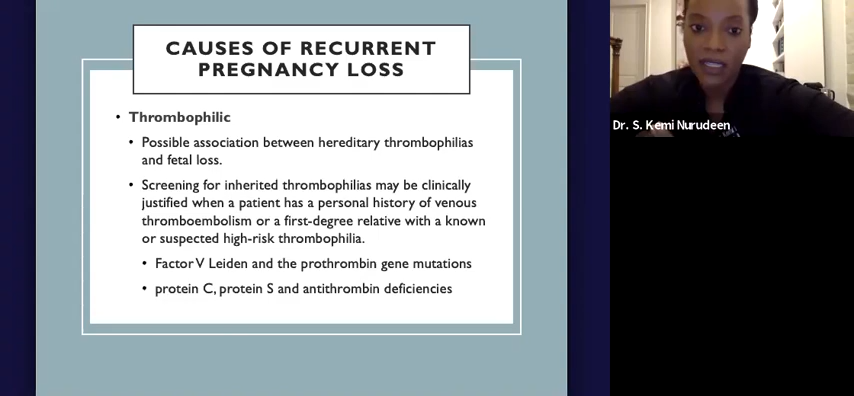 CAUSES OF RECURRENT
PREGNANCY LOSS
• Thrombophilic
• Possible association between hereditary thrombophilias
and fetal loss.
• Screening for inherited thrombophilias may be clinically
justified when a patient has a personal history of venous
thromboembolism or a first-degree relative with a known
or suspected high-risk thrombophilia.
• Factor V Leiden and the prothrombin gene mutations
• protein C, protein S and antithrombin deficiencies
Dr. S. Kemi Nurudeen